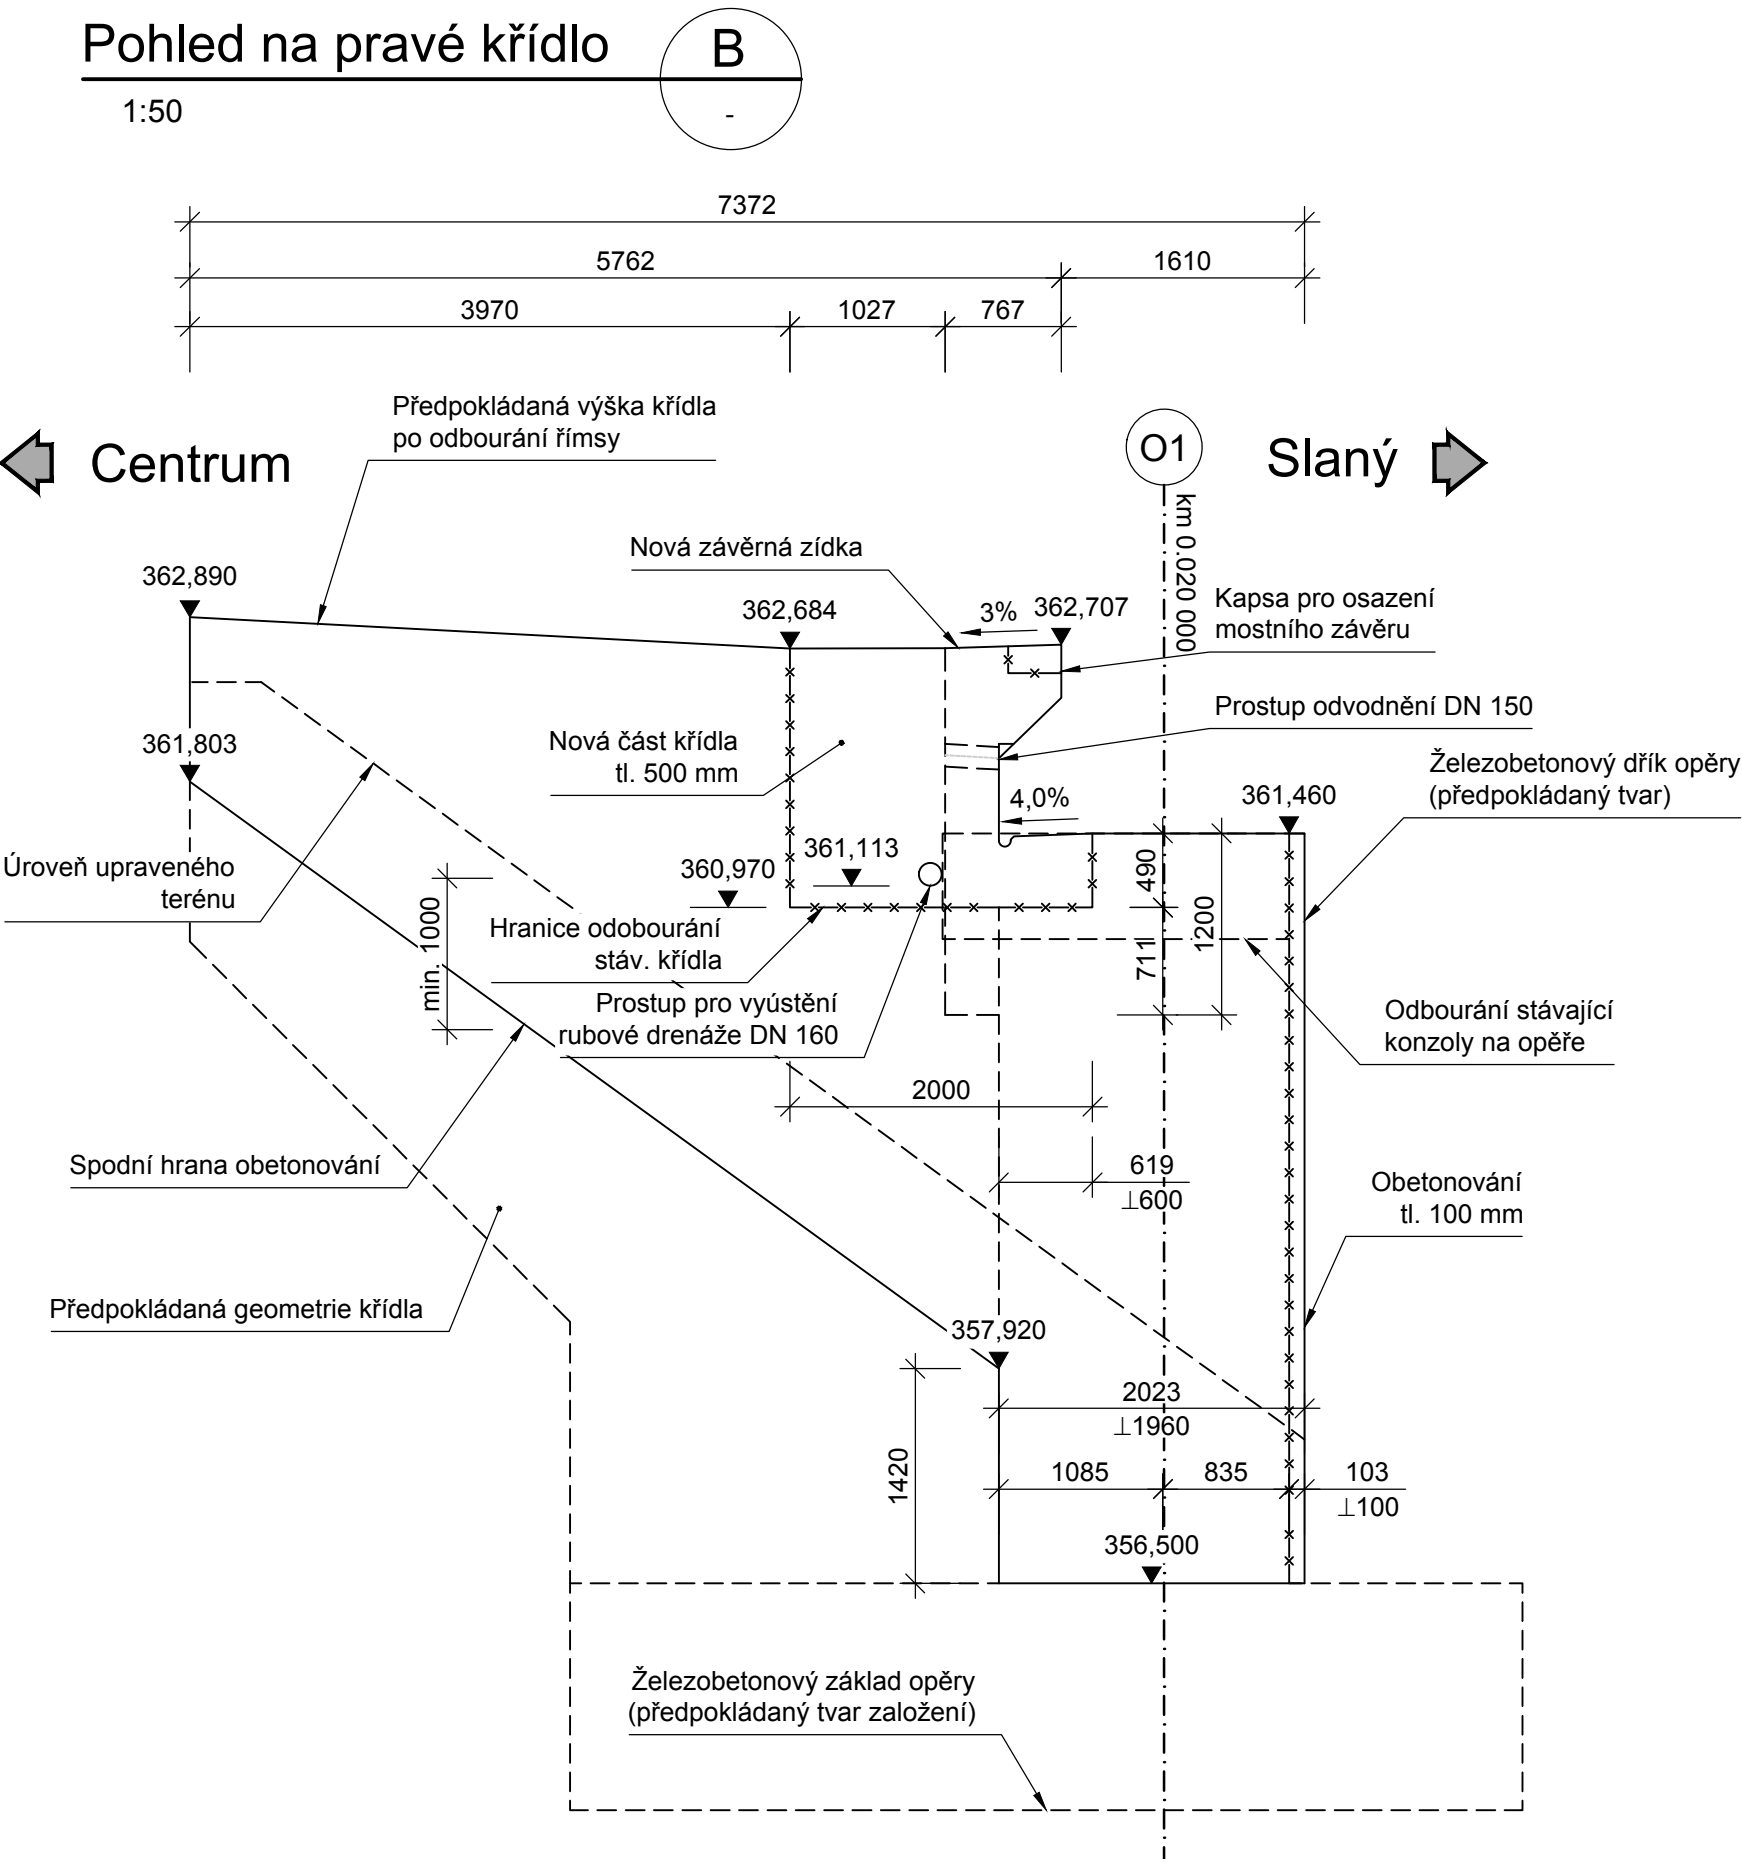 Pohled na pravé křídlo
B
1:50
-
7372
5762
1610
3970
1027
767
Předpokládaná výška křídla
po odbourání římsy
Centrum
O1
Slaný
km 0.020 000
Nová závěrná zídka
362,890
362,684
3%
362,707
Kapsa pro osazení
mostního závěru
Prostup odvodnění DN 150
361,803
Nová část křídla
tl. 500 mm
Železobetonový dřík opěry
(předpokládaný tvar)
4,0%
361,460
Úroveň upraveného
terénu
360,970
361,113
490
1200
711
min. 1000
Hranice odobourání
stáv. křídla
Prostup pro vyústění
rubové drenáže DN 160
Odbourání stávající
konzoly na opěře
2000
619
⊥600
Spodní hrana obetonování
Obetonování
tl. 100 mm
Předpokládaná geometrie křídla
357,920
2023
⊥1960
1420
1085
835
103
⊥100
356,500
Železobetonový základ opěry
(předpokládaný tvar založení)